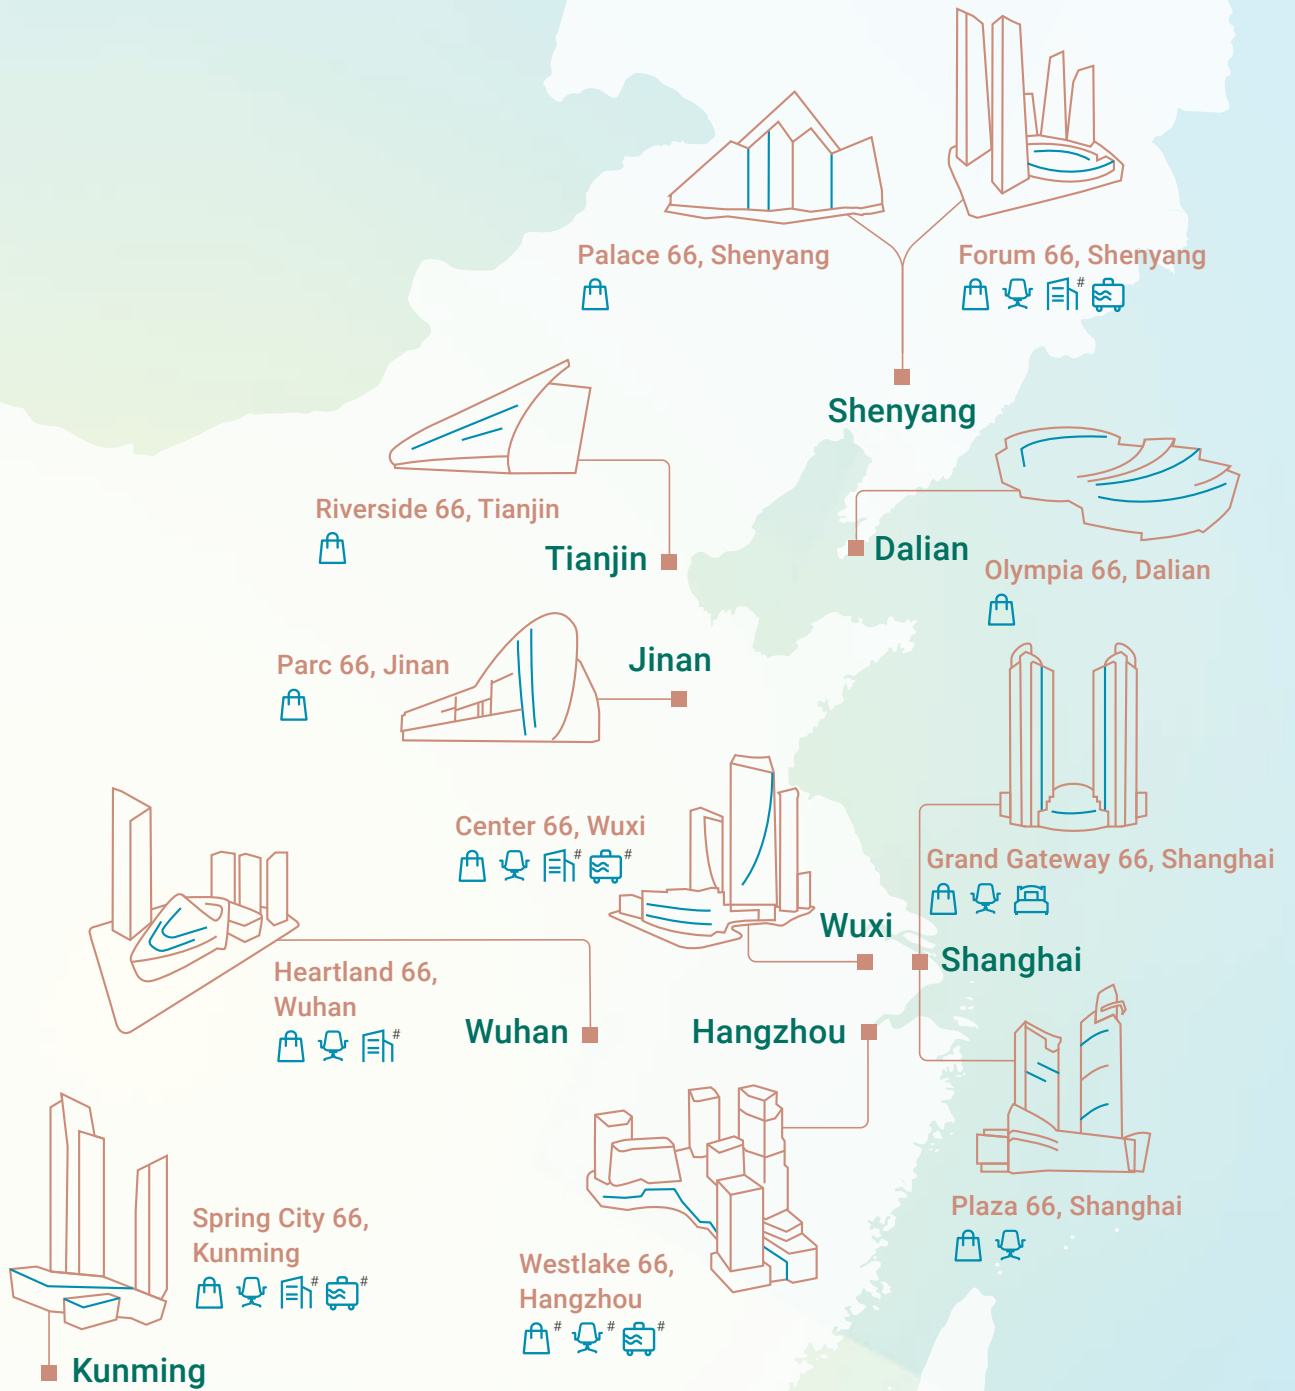 Palace 66, Shenyang
Forum 66, Shenyang
#
Shenyang
Riverside 66, Tianjin
Tianjin
Dalian
Olympia 66, Dalian
Parc 66, Jinan
Jinan
Center 66, Wuxi
# #
Wuxi
Grand Gateway 66, Shanghai
Shanghai
Heartland 66,
Wuhan
#
Wuhan
Hangzhou
Plaza 66, Shanghai
Spring City 66,
Kunming
# #
Westlake 66,
Hangzhou
# # #
Kunming